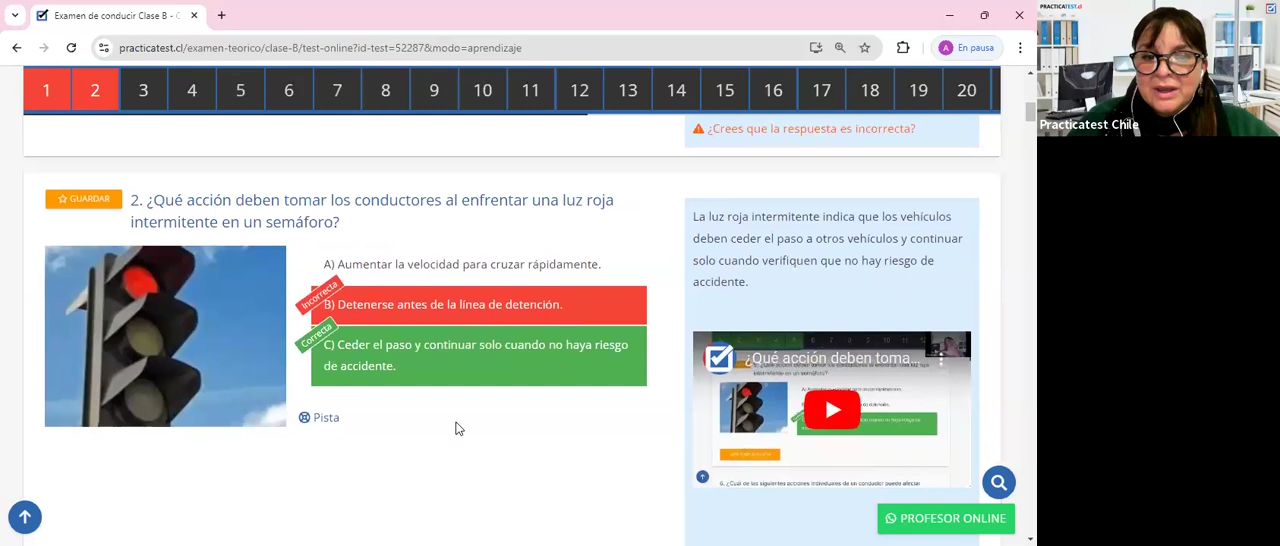 Examen de conducir Clase B - C
practicatest.cl/examen-teorico/clase-B/test-online?id-test=52287&modo=aprendizaje
A En pausa
PRACTICATEST.cl
Practicatest Chile
1 2 3 4 5 6 7 8 9 10 11 12 13 14 15 16 17 18 19 20
¿Crees que la respuesta es incorrecta?
GUARDAR
2. ¿Qué acción deben tomar los conductores al enfrentar una luz roja
intermitente en un semáforo?
A) Aumentar la velocidad para cruzar rápidamente.
Incorrecta
B) Detenerse antes de la línea de detención.
Correcta
C) Ceder el paso y continuar solo cuando no haya riesgo
de accidente.
Pista
La luz roja intermitente indica que los vehículos
deben ceder el paso a otros vehículos y continuar
solo cuando verifiquen que no hay riesgo de
accidente.
¿Qué acción deben toma...
PROFESOR ONLINE